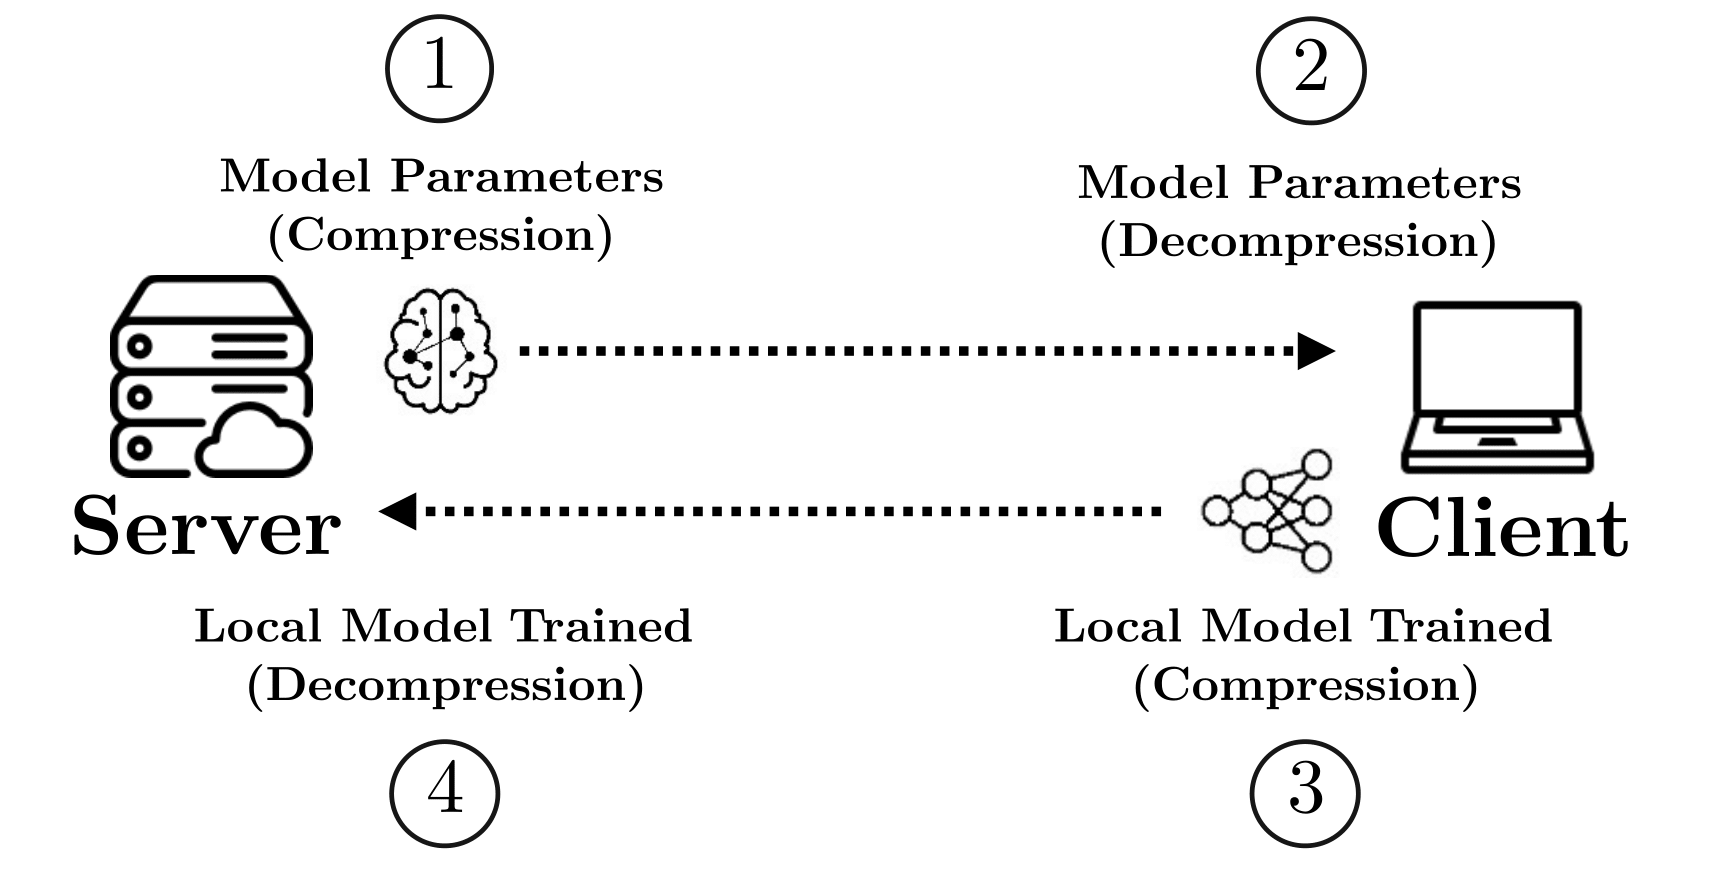 1
2
Model Parameters
(Compression)
Model Parameters
(Decompression)
Server
Client
Local Model Trained
(Decompression)
Local Model Trained
(Compression)
4
3